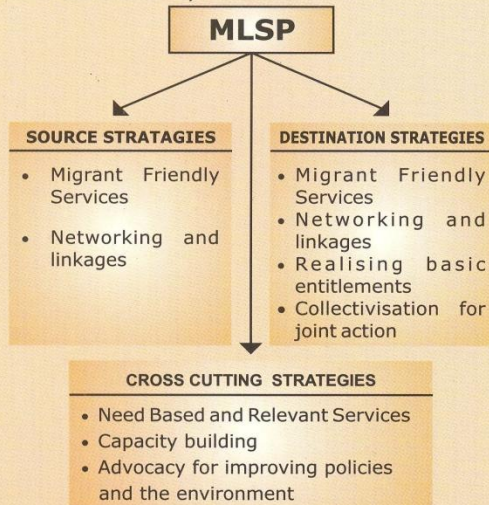 MLSP
SOURCE STRATAGIES
• Migrant Friendly
Services
• Networking and
linkages
DESTINATION STRATEGIES
• Migrant Friendly
Services
• Networking and
linkages
• Realising basic
entitlements
• Collectivisation for
joint action
CROSS CUTTING STRATEGIES
• Need Based and Relevant Services
• Capacity building
• Advocacy for improving policies
and the environment